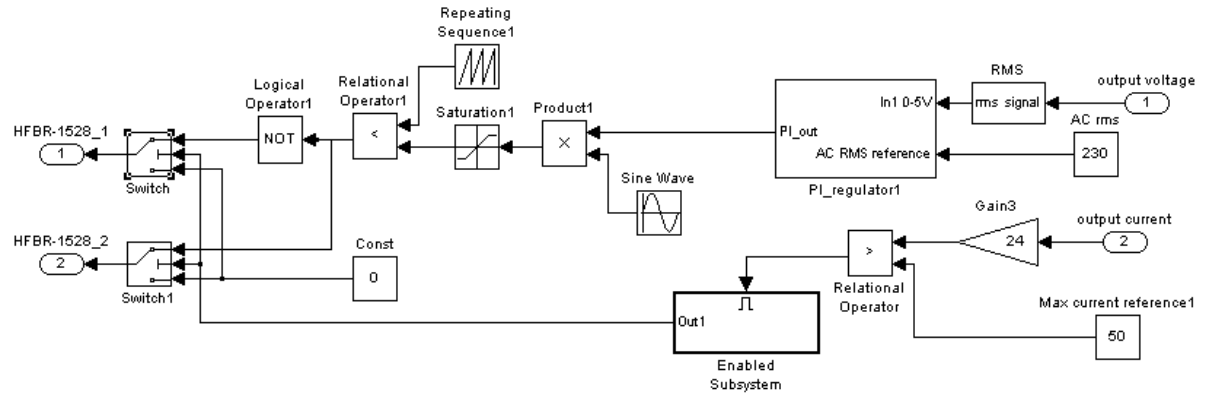 Repeating
Sequence1
Logical
Operator1
Relational
Operator1
Saturation1
Product1
RMS
output voltage
HFBR-1528_1
1
Switch
NOT
<
×
In1 0-5V
rms signal
1
AC rms
PI_out
AC RMS reference
230
Sine Wave
PI_regulator1
HFBR-1528_2
2
Switch1
Const
0
Gain3
24
output current
2
>
Relational
Operator
Max current reference1
50
Out1
Enabled
Subsystem